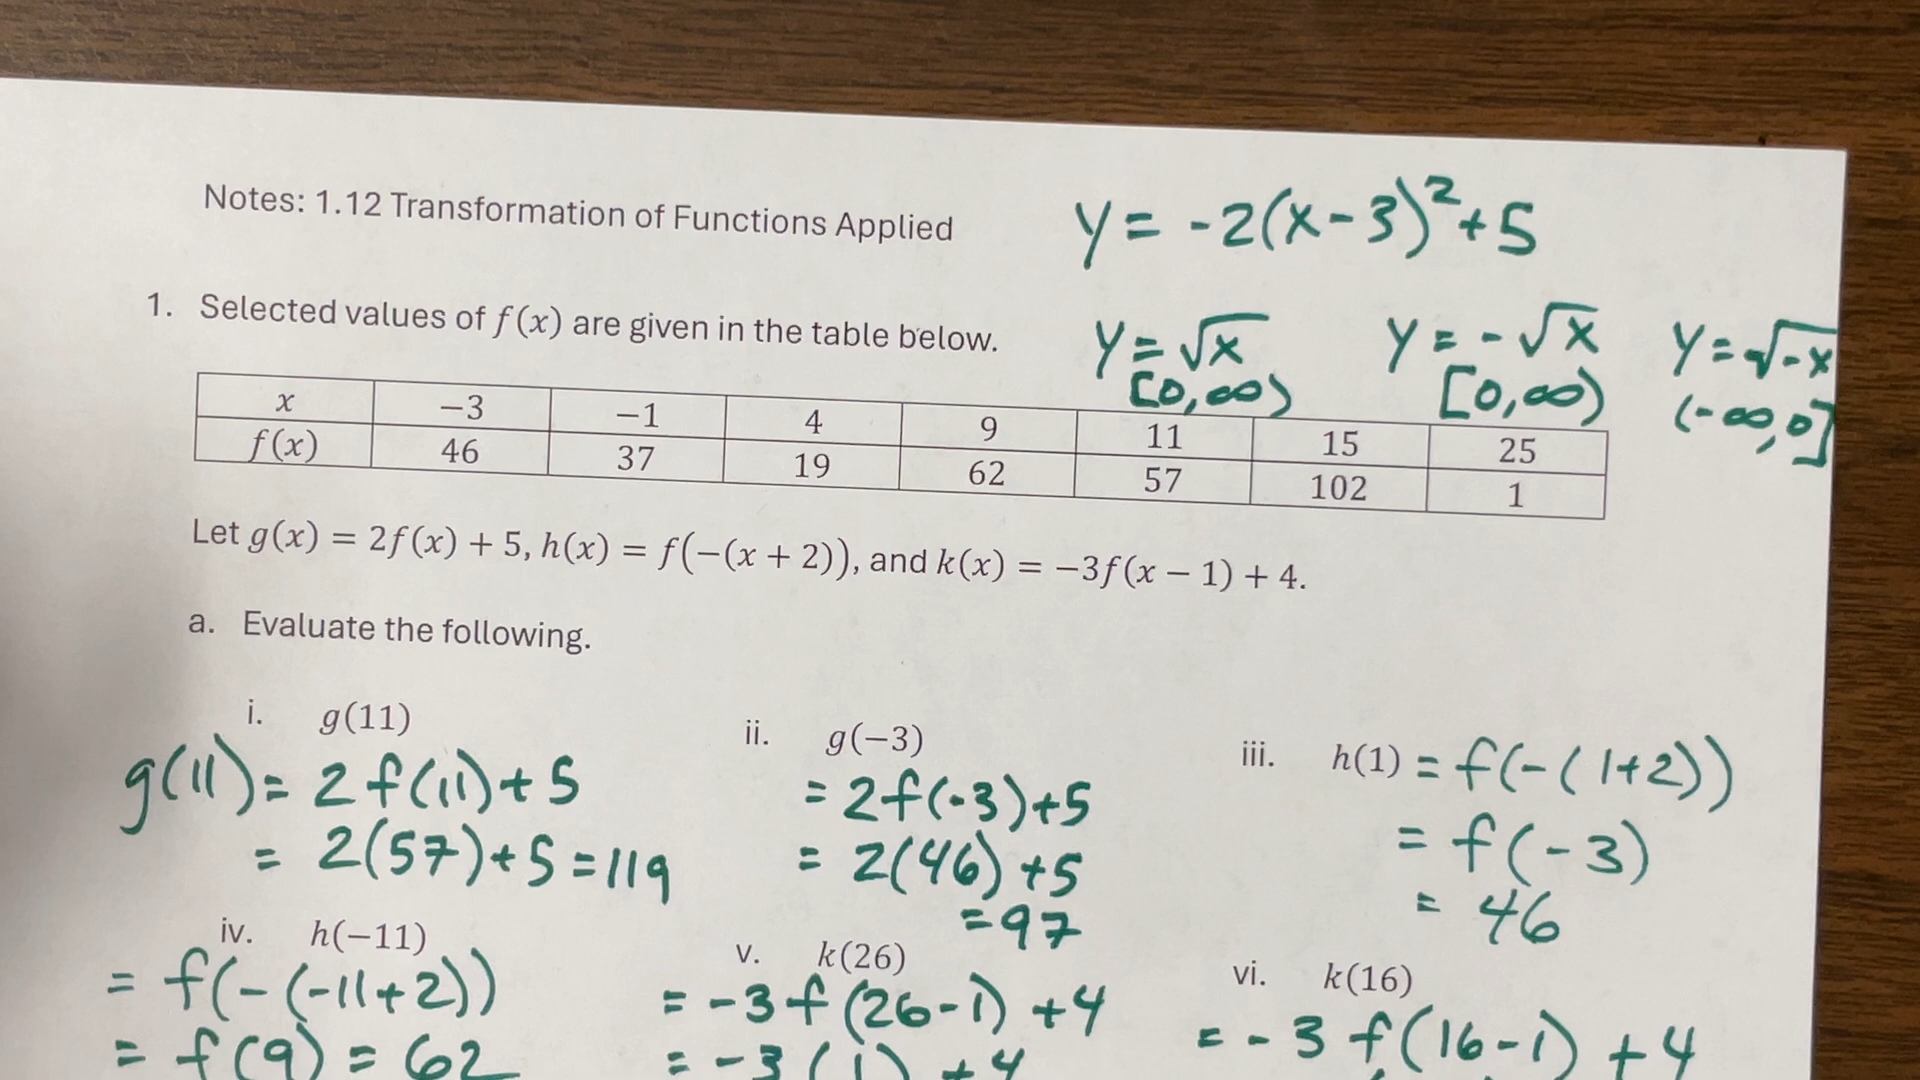 Notes: 1.12 Transformation of Functions Applied
y = -2(x-3)²+5
1. Selected values of f(x) are given in the table below.
y = √x y = -√x y = √-x
[0,∞) [0,∞) (-∞,0]
x −3 −1 4 9 11 15 25
f(x) 46 37 19 62 57 102 1
Let g(x) = 2f(x) + 5, h(x) = f(−(x + 2)), and k(x) = −3f(x − 1) + 4.
a. Evaluate the following.
i. g(11)
g(11) = 2f(11)+5
= 2(57)+5 = 119
ii. g(−3)
= 2f(-3)+5
= 2(46)+5
= 97
iii. h(1) = f(-(1+2))
= f(-3)
= 46
iv. h(−11)
= f(-(-11+2))
= f(9) = 62
v. k(26)
= -3f(26-1)+4
= -3(1)+4
vi. k(16)
= -3f(16-1)+4